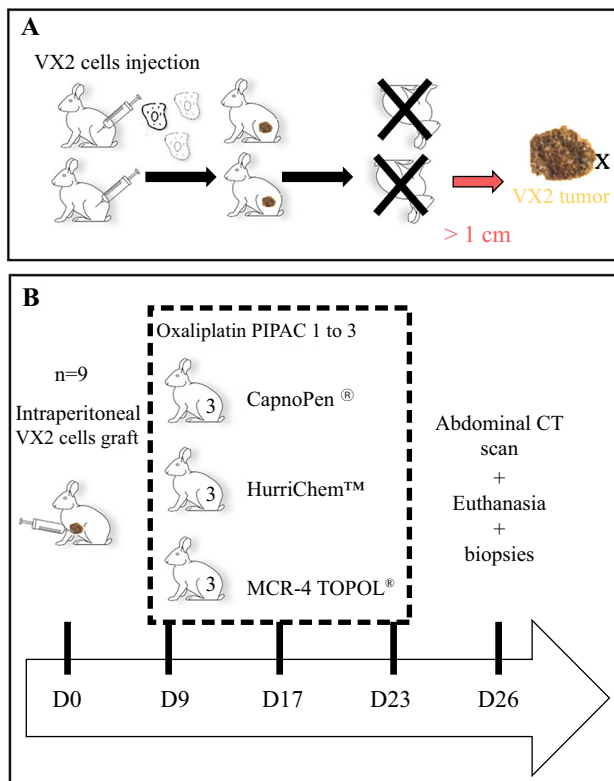 A
VX2 cells injection
X
VX2 tumor
> 1 cm
B
Oxaliplatin PIPAC 1 to 3
n=9
Intraperitoneal
VX2 cells graft
3
CapnoPen ®
3
HurriChem™
3
MCR-4 TOPOL®
Abdominal CT
scan
+
Euthanasia
+
biopsies
D0 D9 D17 D23 D26